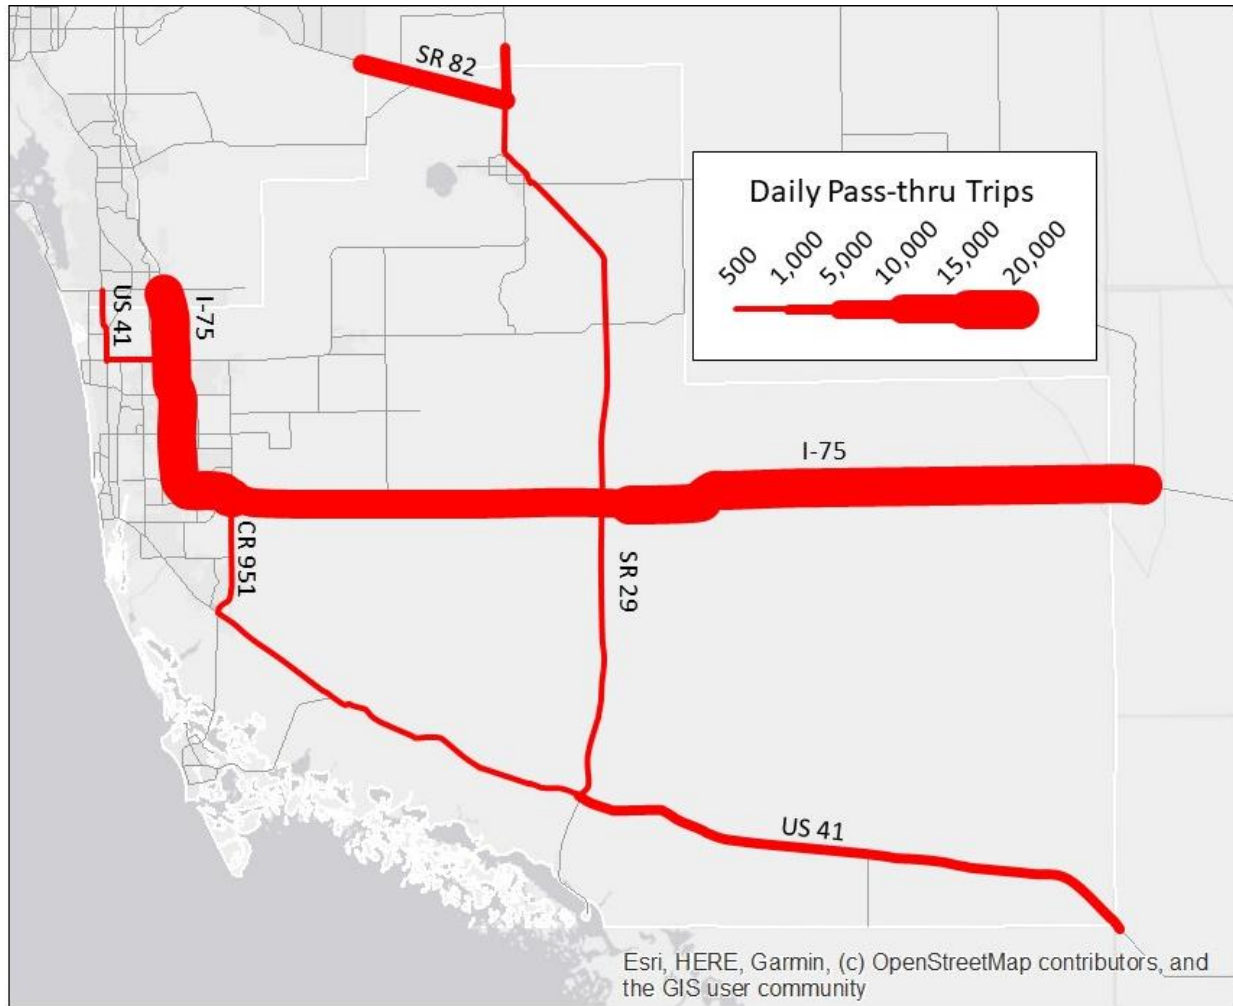 SR 82
Daily Pass-thru Trips
500
1,000
5,000
10,000
15,000
20,000
US 41
I-75
I-75
CR 951
SR 29
US 41
Esri, HERE, Garmin, (c) OpenStreetMap contributors, and
the GIS user community